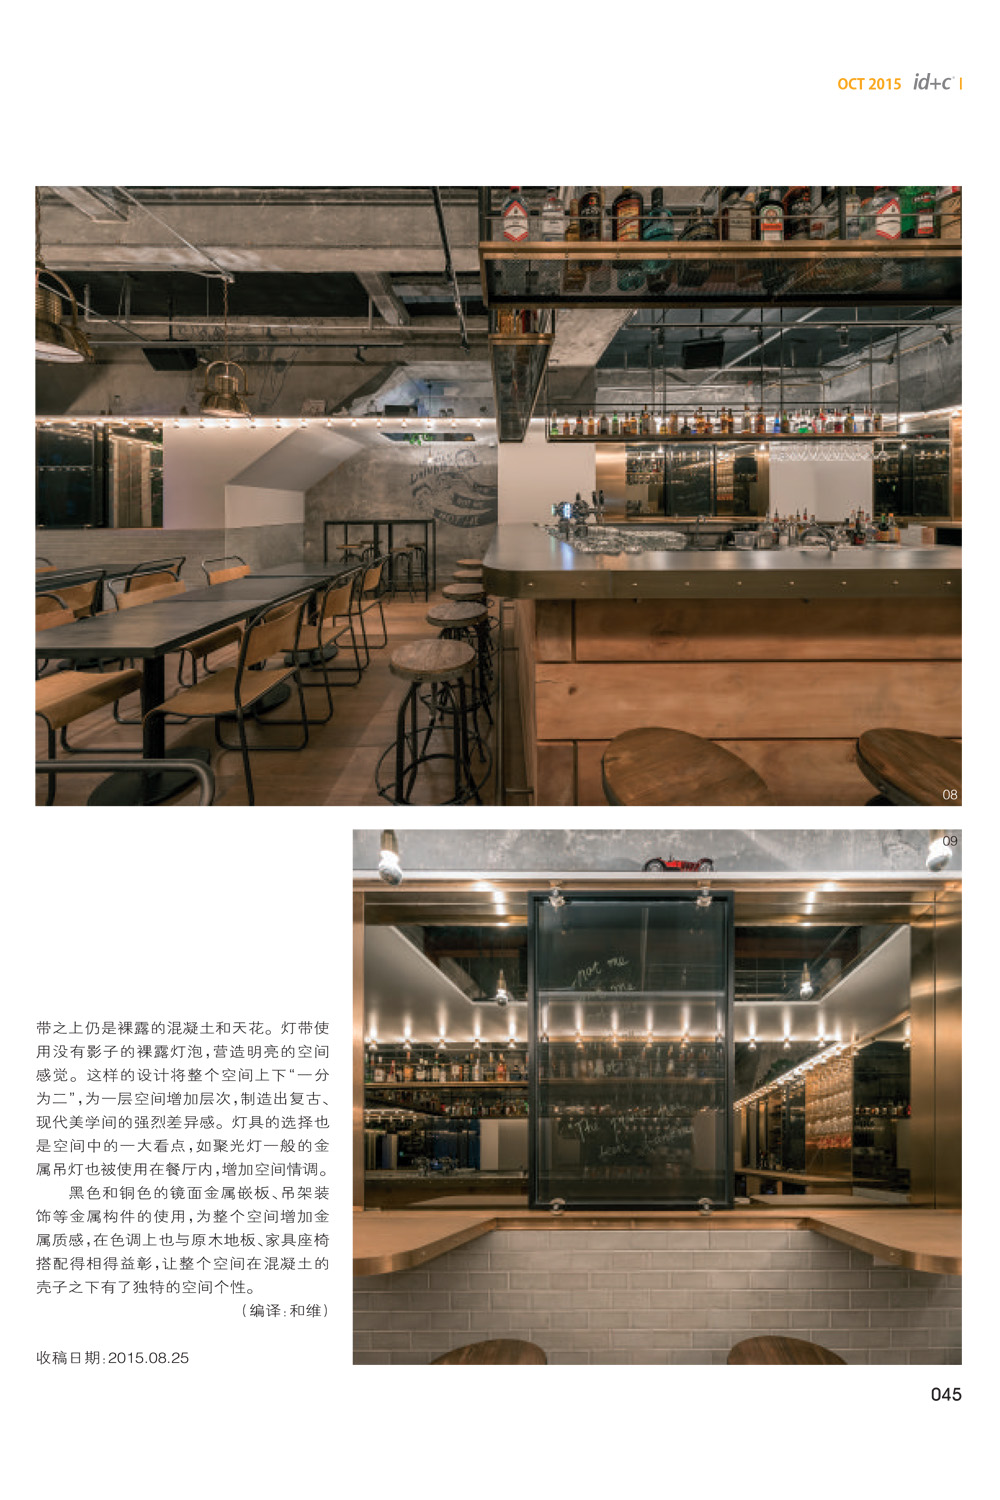 OCT 2015 id+c
08
09
not me
带之上仍是裸露的混凝土和天花。灯带使
用没有影子的裸露灯泡,营造明亮的空间
感觉。这样的设计将整个空间上下“一分
为二”,为一层空间增加层次,制造出复古、
现代美学间的强烈差异感。灯具的选择也
是空间中的一大看点,如聚光灯一般的金
属吊灯也被使用在餐厅内,增加空间情调。
黑色和铜色的镜面金属嵌板、吊架装
饰等金属构件的使用,为整个空间增加金
属质感,在色调上也与原木地板、家具座椅
搭配得相得益彰,让整个空间在混凝土的
壳子之下有了独特的空间个性。
(编译:和维)
收稿日期:2015.08.25
045